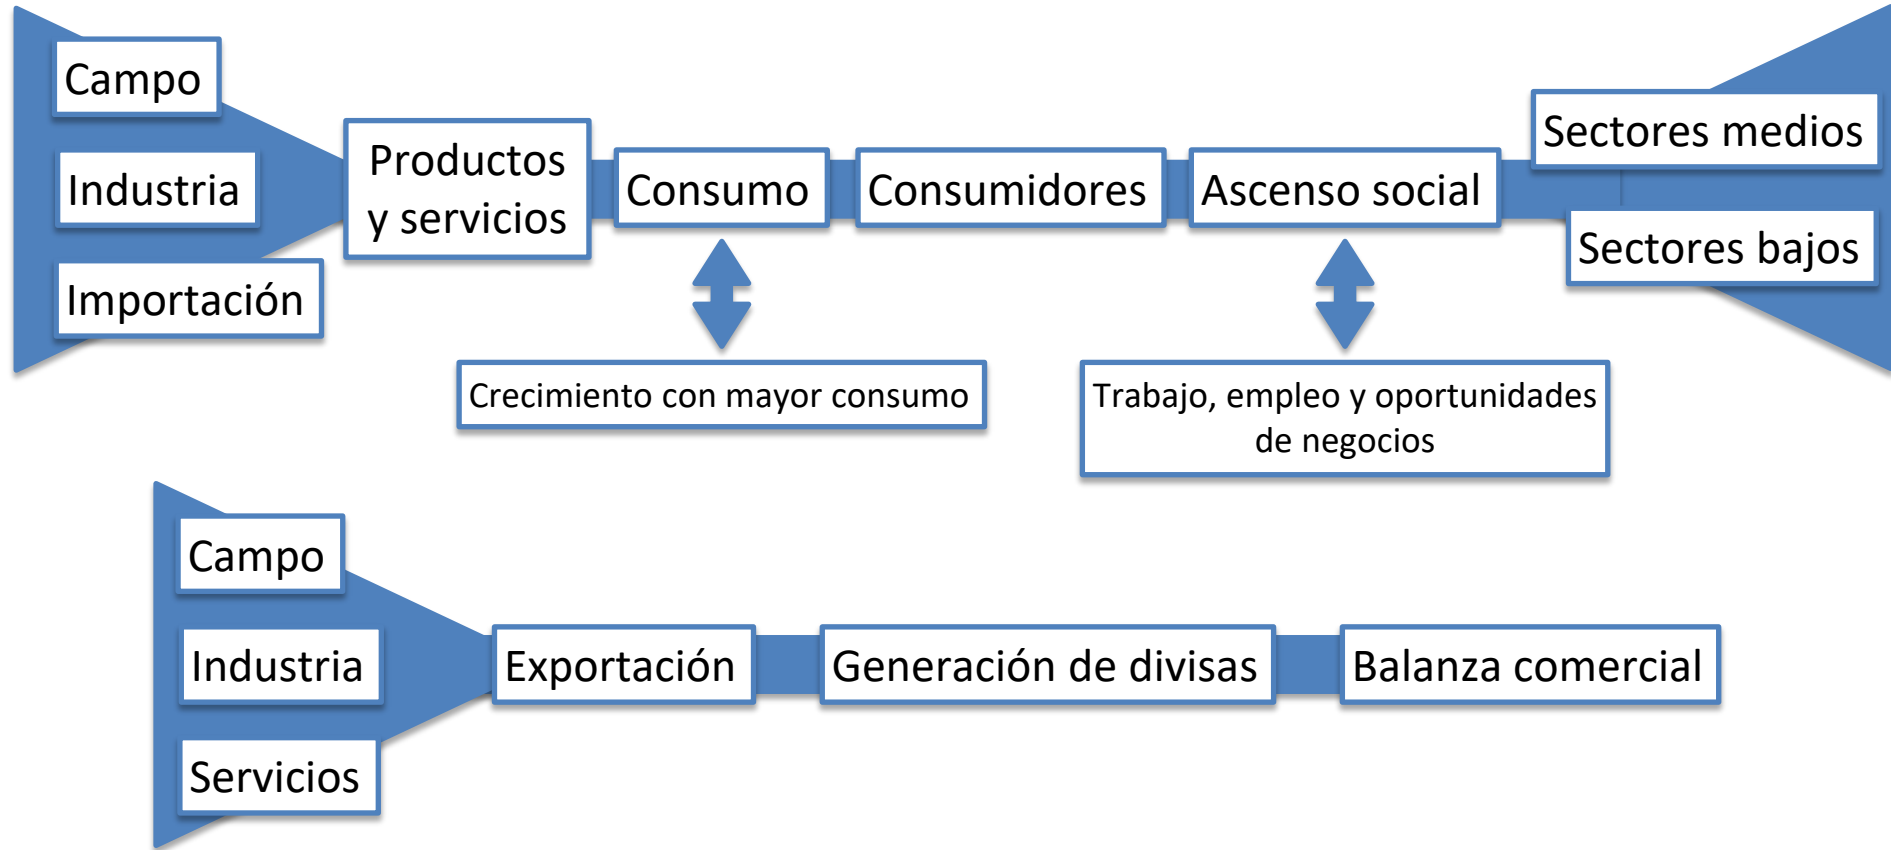 Campo
Industria
Importación
Productos
y servicios
Consumo
Consumidores
Ascenso social
Sectores medios
Sectores bajos
Crecimiento con mayor consumo
Trabajo, empleo y oportunidades
de negocios
Campo
Industria
Servicios
Exportación
Generación de divisas
Balanza comercial